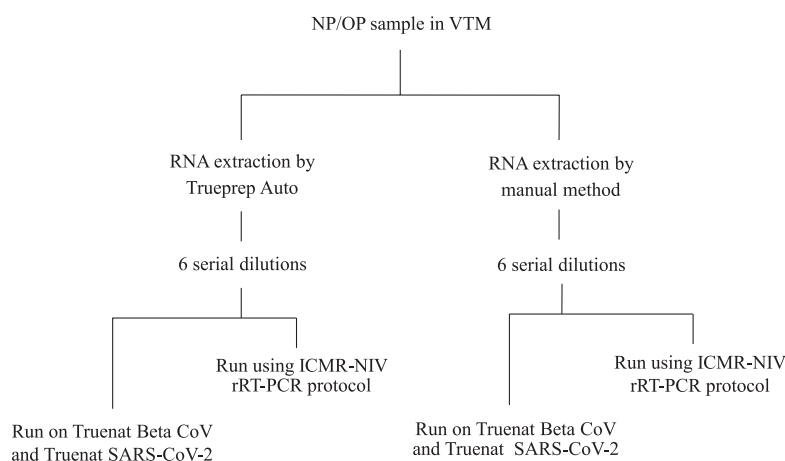 NP/OP sample in VTM
RNA extraction by
Trueprep Auto
RNA extraction by
manual method
6 serial dilutions
6 serial dilutions
Run using ICMR-NIV
rRT-PCR protocol
Run using ICMR-NIV
rRT-PCR protocol
Run on Truenat Beta CoV
and Truenat SARS-CoV-2
Run on Truenat Beta CoV
and Truenat SARS-CoV-2